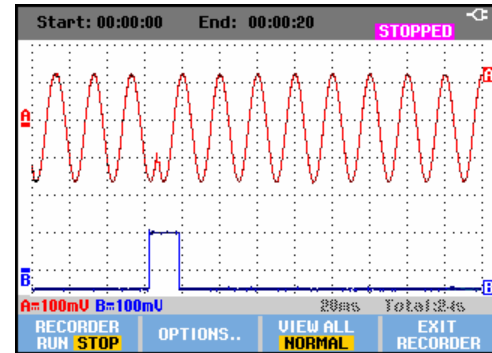 Start: 00:00:00 End: 00:00:20
STOPPED
A
A
B
B
A=100mV B=100mV 20ms Total:24s
RECORDER OPTIONS.. VIEW ALL EXIT
RUN STOP NORMAL RECORDER